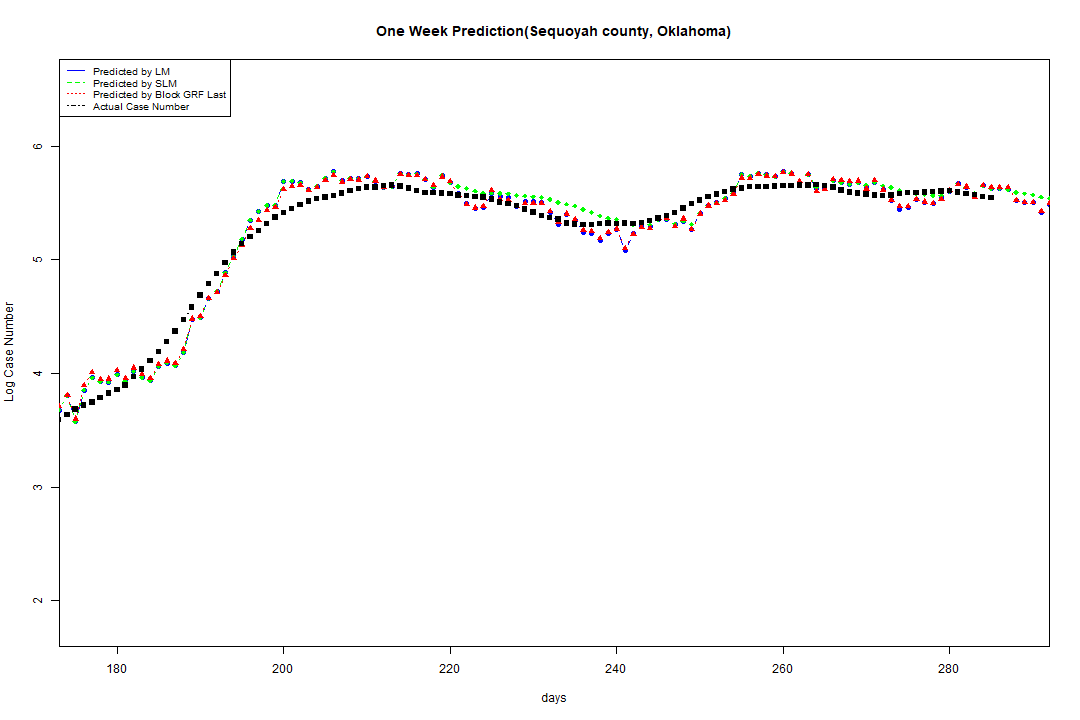 One Week Prediction(Sequoyah county, Oklahoma)
Predicted by LM
Predicted by SLM
Predicted by Block GRF Last
Actual Case Number
6
5
4
3
2
Log Case Number
180 200 220 240 260 280
days